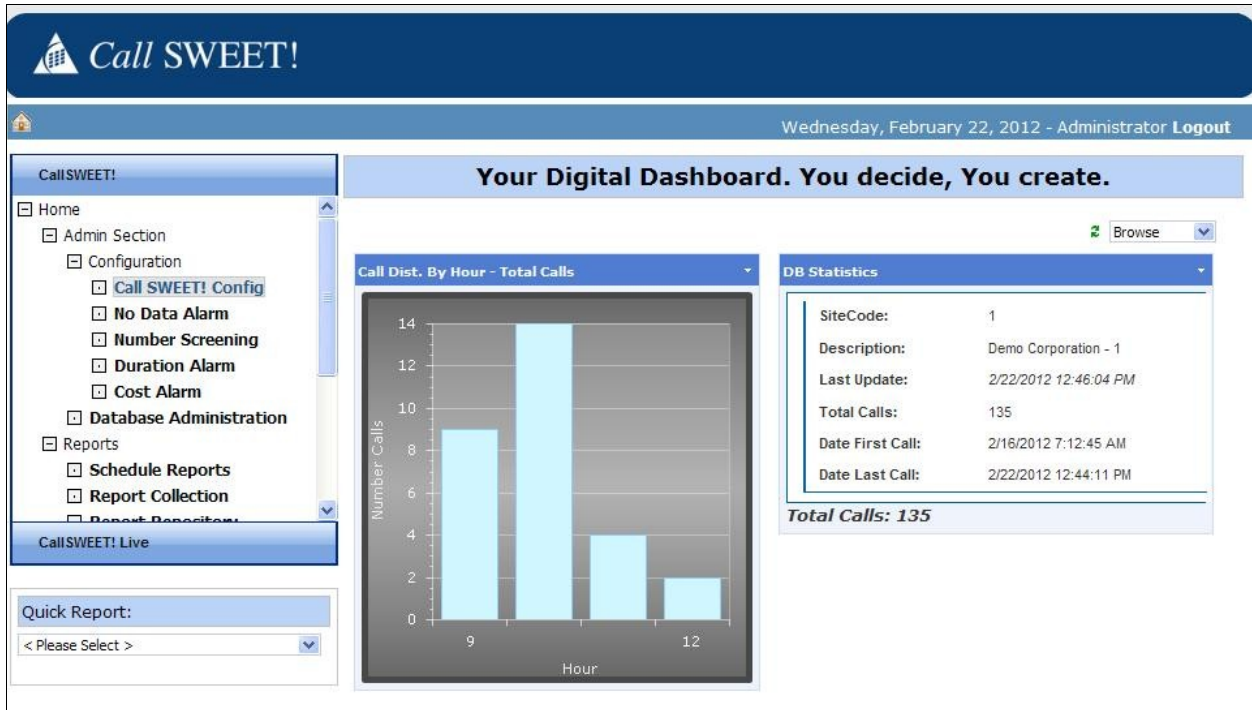 Call SWEET!
Wednesday, February 22, 2012 - Administrator Logout
CallSWEET!
Home
Admin Section
Configuration
Call SWEET! Config
No Data Alarm
Number Screening
Duration Alarm
Cost Alarm
Database Administration
Reports
Schedule Reports
Report Collection
Report Repository
CallSWEET! Live
Quick Report:
< Please Select >
Your Digital Dashboard. You decide, You create.
Browse
Call Dist. By Hour - Total Calls
14
12
10
8
6
4
2
0
Number Calls
9 12
Hour
DB Statistics
SiteCode: 1
Description: Demo Corporation - 1
Last Update: 2/22/2012 12:46:04 PM
Total Calls: 135
Date First Call: 2/16/2012 7:12:45 AM
Date Last Call: 2/22/2012 12:44:11 PM
Total Calls: 135